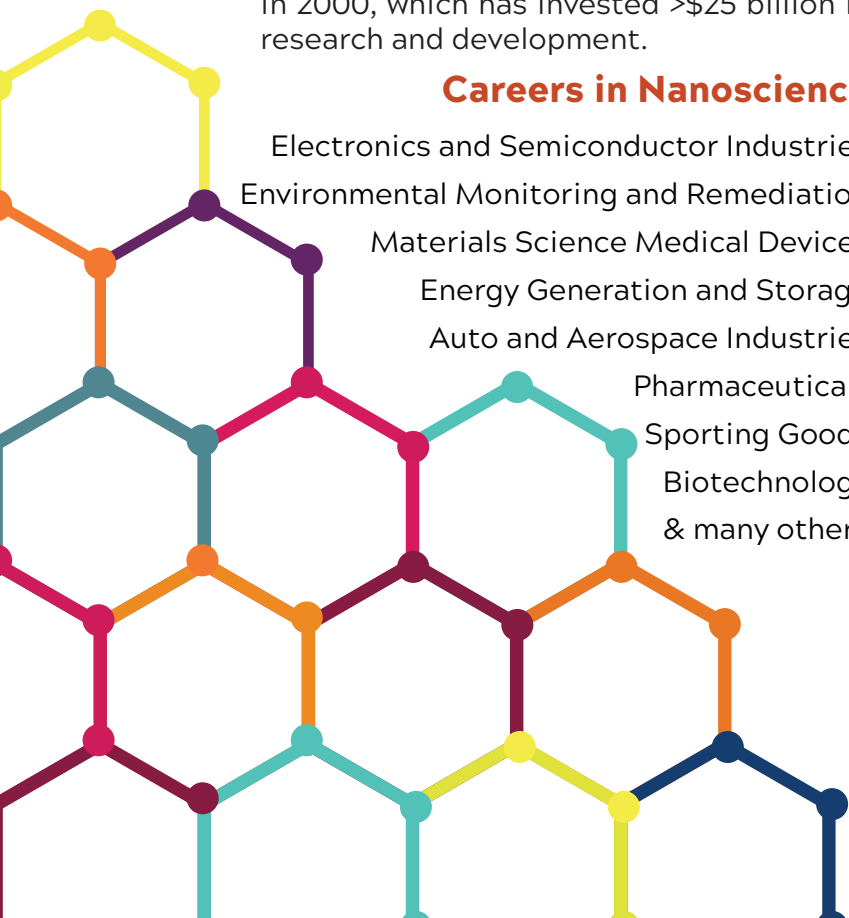 in 2000, which has invested >$25 billion
research and development.
Careers in Nanoscienc
Electronics and Semiconductor Industrie
Environmental Monitoring and Remediatio
Materials Science Medical Device
Energy Generation and Storag
Auto and Aerospace Industrie
Pharmaceutica
Sporting Good
Biotechnolog
& many other